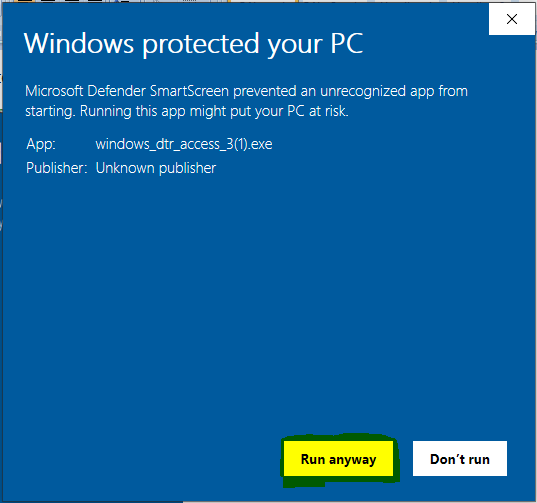 Windows protected your PC
Microsoft Defender SmartScreen prevented an unrecognized app from
starting. Running this app might put your PC at risk.
App: windows_dtr_access_3(1).exe
Publisher: Unknown publisher
Run anyway Don't run